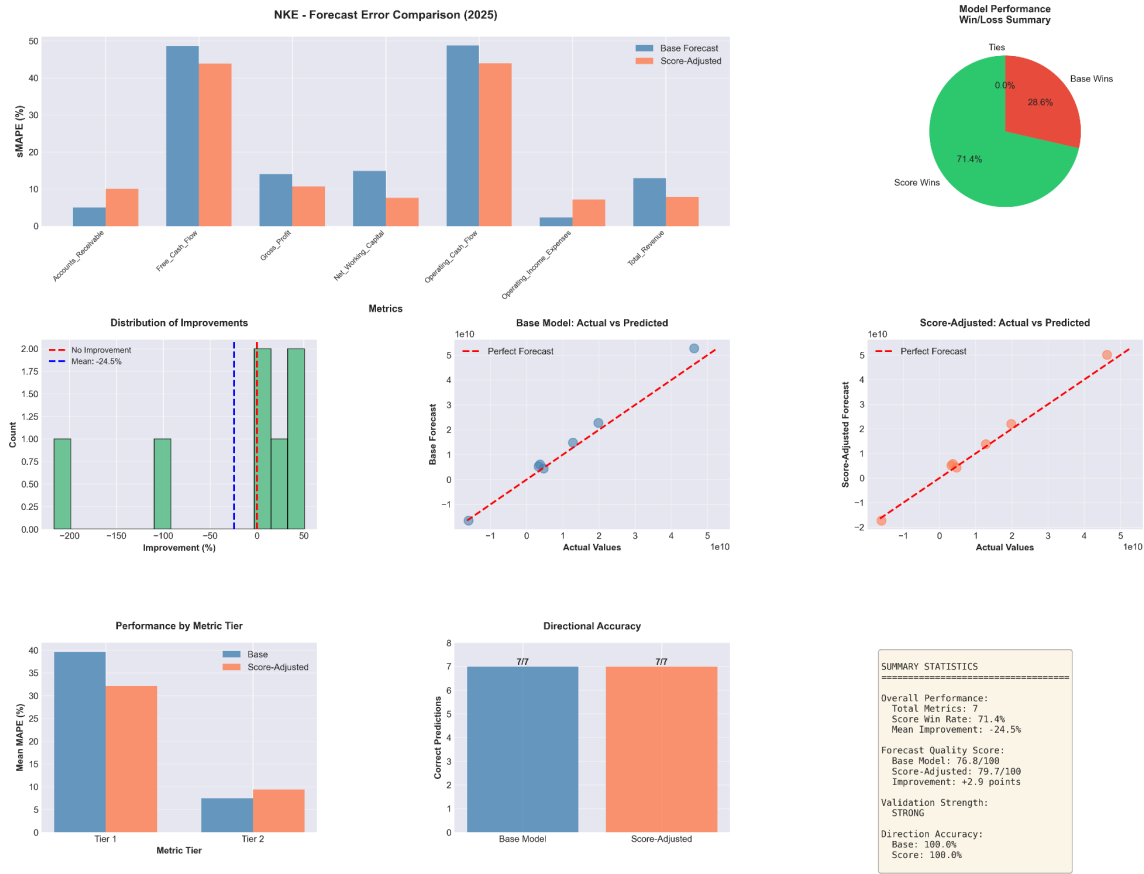 NKE - Forecast Error Comparison (2025)
Base Forecast
Score-Adjusted
sMAPE (%)
50
40
30
20
10
0
Accounts_Receivable
Free_Cash_Flow
Gross_Profit
Net_Working_Capital
Operating_Cash_Flow
Operating_Income_Expenses
Total_Revenue
Metrics
Model Performance
Win/Loss Summary
Ties
0.0%
Base Wins
28.6%
71.4%
Score Wins
Distribution of Improvements
No Improvement
Mean: -24.5%
Count
2.00
1.75
1.50
1.25
1.00
0.75
0.50
0.25
0.00
−200
−150
−100
−50
0
50
Improvement (%)
Base Model: Actual vs Predicted
1e10
Perfect Forecast
Base Forecast
5
4
3
2
1
0
−1
−1
0
1
2
3
4
5
1e10
Actual Values
Score-Adjusted: Actual vs Predicted
1e10
Perfect Forecast
Score-Adjusted Forecast
5
4
3
2
1
0
−1
−2
−1
0
1
2
3
4
5
1e10
Actual Values
Performance by Metric Tier
Base
Score-Adjusted
Mean MAPE (%)
40
35
30
25
20
15
10
5
0
Tier 1
Tier 2
Metric Tier
Directional Accuracy
Correct Predictions
8
7
6
5
4
3
2
1
0
7/7
7/7
Base Model
Score-Adjusted
SUMMARY STATISTICS
===================================
Overall Performance:
Total Metrics: 7
Score Win Rate: 71.4%
Mean Improvement: -24.5%
Forecast Quality Score:
Base Model: 76.8/100
Score-Adjusted: 79.7/100
Improvement: +2.9 points
Validation Strength:
STRONG
Direction Accuracy:
Base: 100.0%
Score: 100.0%